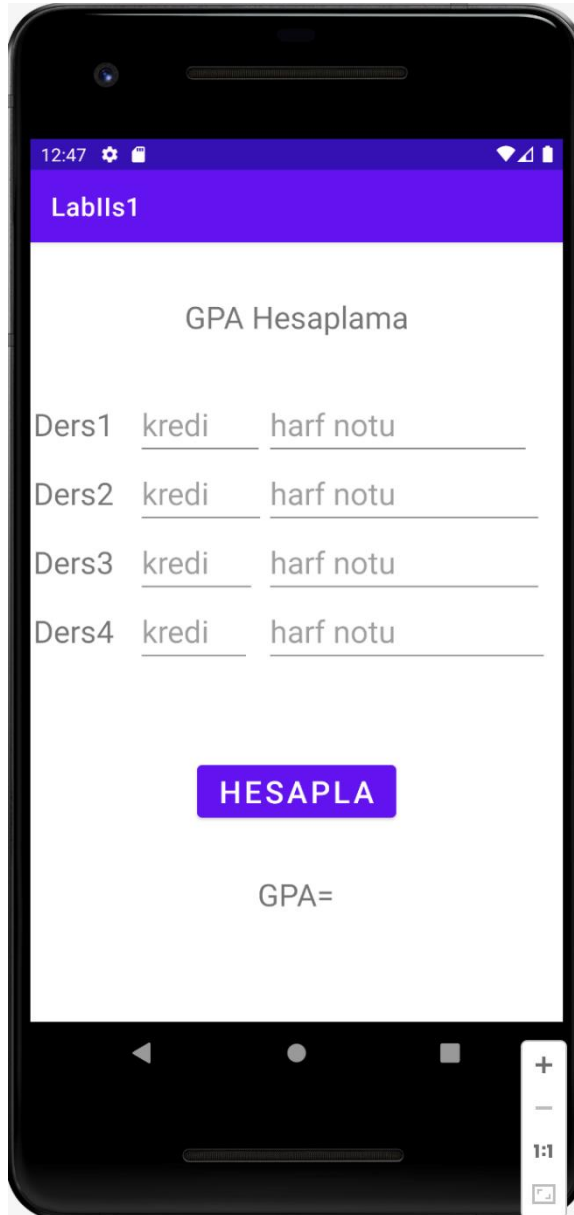 12:47
LabIIs1
GPA Hesaplama
Ders1 kredi harf notu
Ders2 kredi harf notu
Ders3 kredi harf notu
Ders4 kredi harf notu
HESAPLA
GPA=
1:1